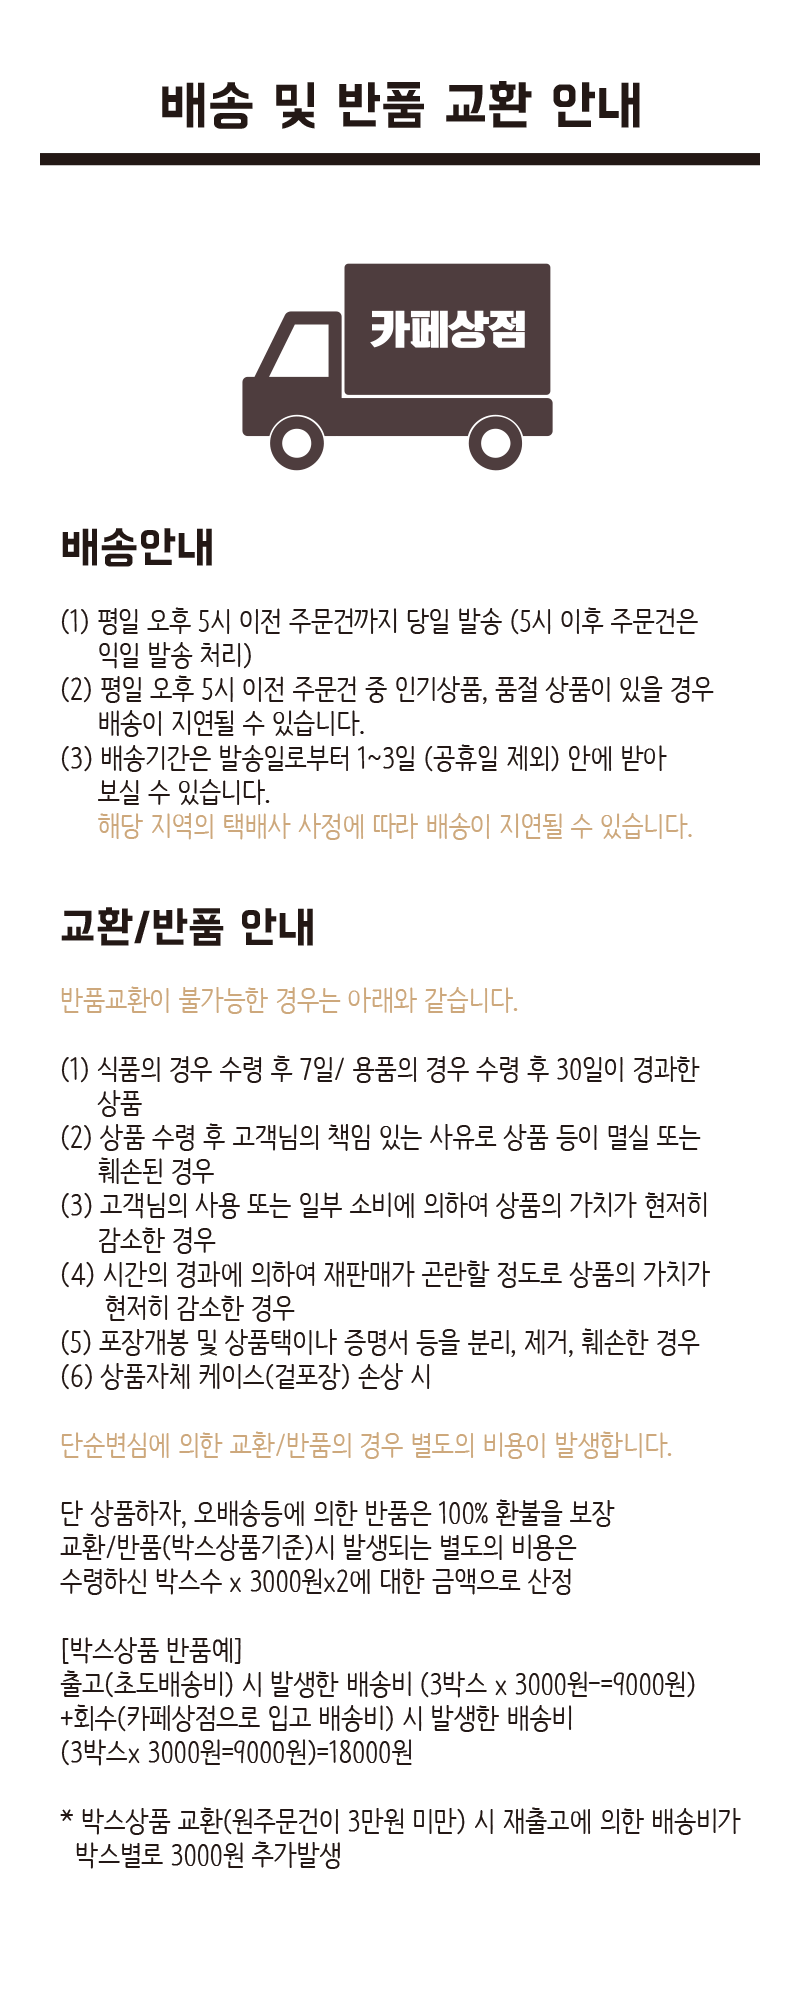 배송 및 반품 교환 안내
카페상점
배송안내
(1) 평일 오후 5시 이전 주문건까지 당일 발송 (5시 이후 주문건은
익일 발송 처리)
(2) 평일 오후 5시 이전 주문건 중 인기상품, 품절 상품이 있을 경우
배송이 지연될 수 있습니다.
(3) 배송기간은 발송일로부터 1~3일 (공휴일 제외) 안에 받아
보실 수 있습니다.
해당 지역의 택배사 사정에 따라 배송이 지연될 수 있습니다.
교환/반품 안내
반품교환이 불가능한 경우는 아래와 같습니다.
(1) 식품의 경우 수령 후 7일/ 용품의 경우 수령 후 30일이 경과한
상품
(2) 상품 수령 후 고객님의 책임 있는 사유로 상품 등이 멸실 또는
훼손된 경우
(3) 고객님의 사용 또는 일부 소비에 의하여 상품의 가치가 현저히
감소한 경우
(4) 시간의 경과에 의하여 재판매가 곤란할 정도로 상품의 가치가
현저히 감소한 경우
(5) 포장개봉 및 상품택이나 증명서 등을 분리, 제거, 훼손한 경우
(6) 상품자체 케이스(겉포장) 손상 시
단순변심에 의한 교환/반품의 경우 별도의 비용이 발생합니다.
단 상품하자, 오배송등에 의한 반품은 100% 환불을 보장
교환/반품(박스상품기준)시 발생되는 별도의 비용은
수령하신 박스수 x 3000원x2에 대한 금액으로 산정
[박스상품 반품예]
출고(초도배송비) 시 발생한 배송비 (3박스 x 3000원-=9000원)
+회수(카페상점으로 입고 배송비) 시 발생한 배송비
(3박스x 3000원=9000원)=18000원
* 박스상품 교환(원주문건이 3만원 미만) 시 재출고에 의한 배송비가
박스별로 3000원 추가발생